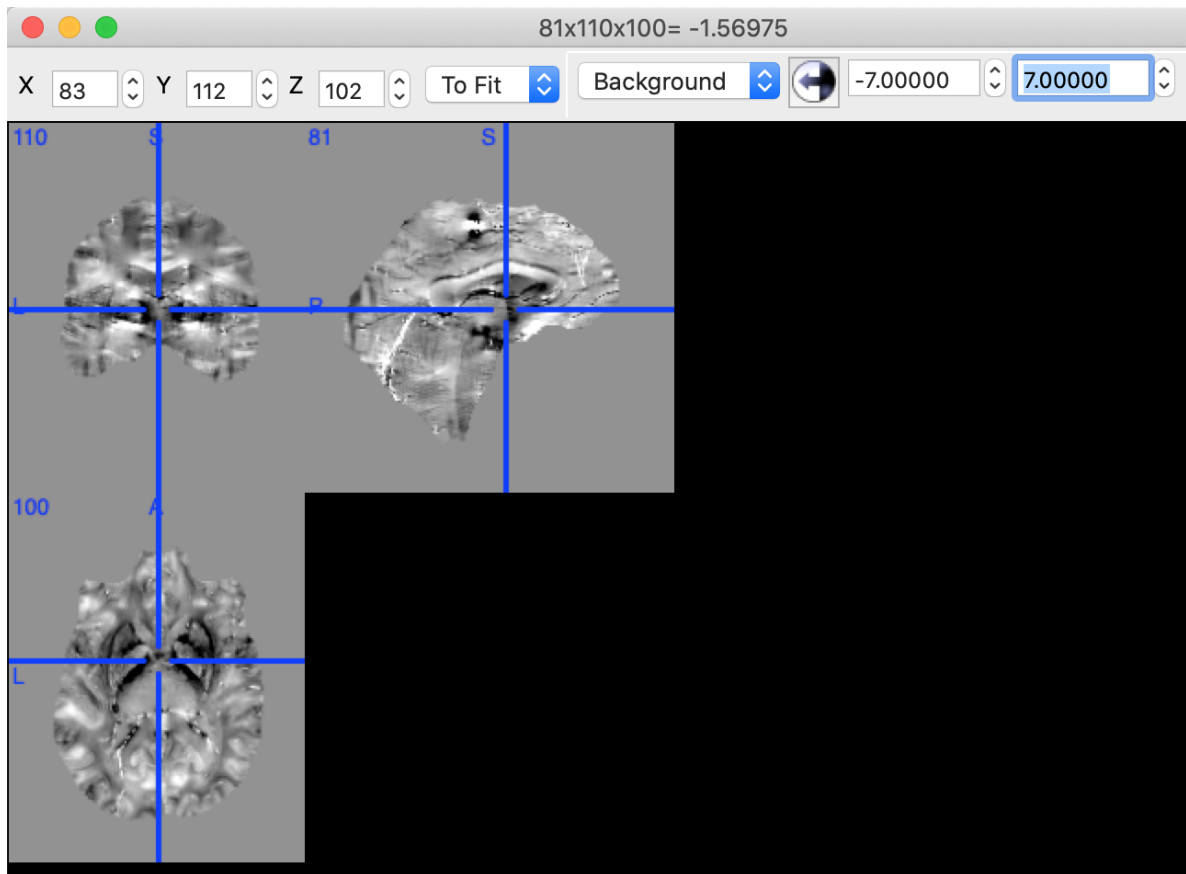 81x110x100= -1.56975
X 83 Y 112 Z 102 To Fit Background -7.00000 7.00000
110 S 81 S
L P
100 A
L